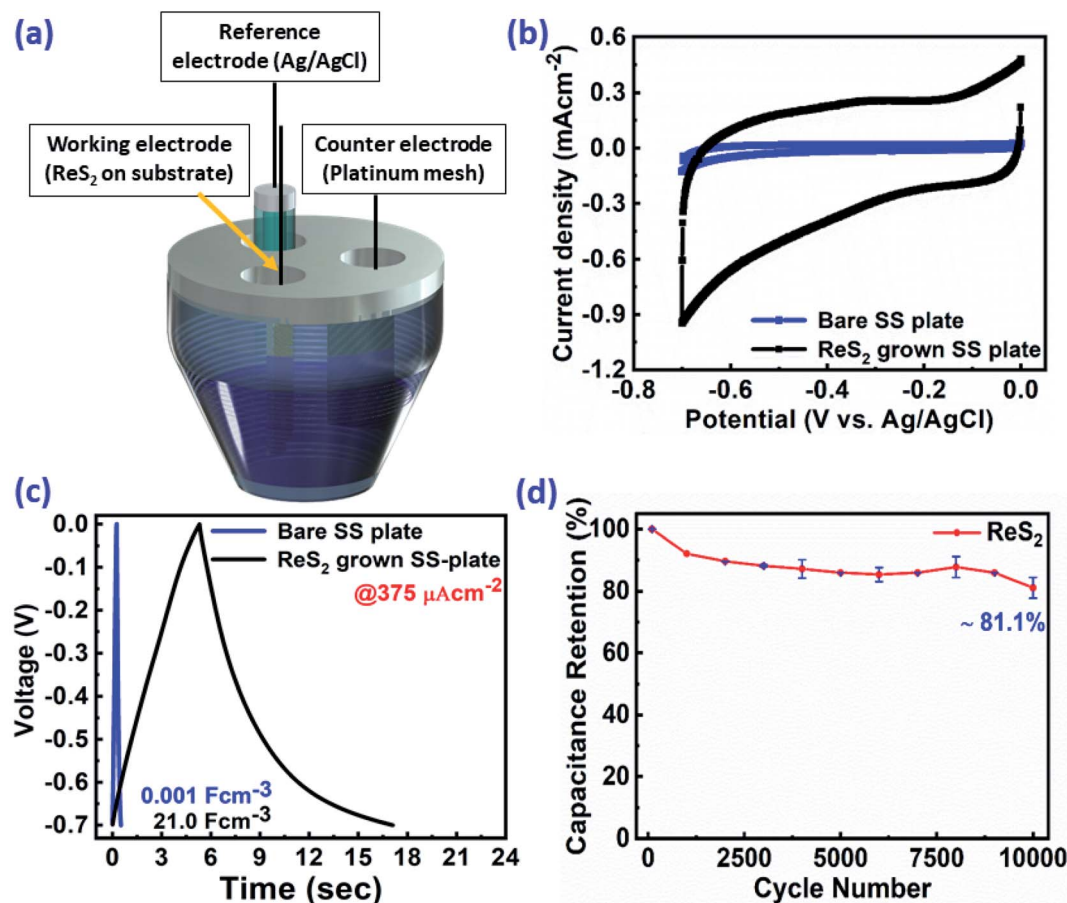 (a)
Reference
electrode (Ag/AgCl)
Working electrode
(ReS₂ on substrate)
Counter electrode
(Platinum mesh)
(b)
Current density (mAcm⁻²)
0.6
0.3
0.0
-0.3
-0.6
-0.9
-1.2
Bare SS plate
ReS₂ grown SS plate
-0.8
-0.6
-0.4
-0.2
0.0
Potential (V vs. Ag/AgCl)
(c)
Voltage (V)
0.0
-0.1
-0.2
-0.3
-0.4
-0.5
-0.6
-0.7
Bare SS plate
ReS₂ grown SS-plate
@375 μAcm⁻²
0.001 Fcm⁻³
21.0 Fcm⁻³
0
3
6
9
12
15
18
21
24
Time (sec)
(d)
Capacitance Retention (%)
100
80
60
40
20
0
ReS₂
~ 81.1%
0
2500
5000
7500
10000
Cycle Number